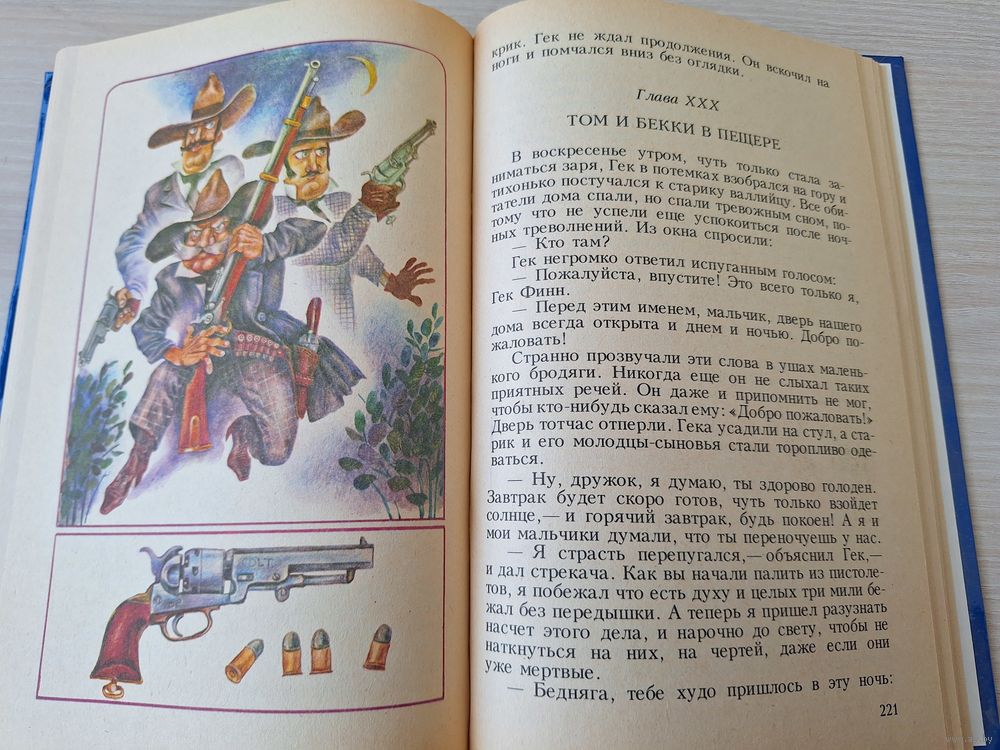 COLT
крик. Гек не ждал продолжения. Он вскочил на
ноги и помчался вниз без оглядки.
Глава XXX
ТОМ И БЕККИ В ПЕЩЕРЕ
В воскресенье утром, чуть только стала за-
ниматься заря, Гек в потемках взобрался на гору и
тихонько постучался к старику валлийцу. Все оби-
татели дома спали, но спали тревожным сном, по-
тому что не успели еще успокоиться после ноч-
ных треволнений. Из окна спросили:
— Кто там?
Гек негромко ответил испуганным голосом:
— Пожалуйста, впустите! Это всего только я,
Гек Финн.
— Перед этим именем, мальчик, дверь нашего
дома всегда открыта и днем и ночью. Добро по-
жаловать!
Странно прозвучали эти слова в ушах малень-
кого бродяги. Никогда еще он не слыхал таких
приятных речей. Он даже и припомнить не мог,
чтобы кто-нибудь сказал ему: «Добро пожаловать!»
Дверь тотчас отперли. Гека усадили на стул, а ста-
рик и его молодцы-сыновья стали торопливо оде-
ваться.
— Ну, дружок, я думаю, ты здорово голоден.
Завтрак будет скоро готов, чуть только взойдет
солнце,— и горячий завтрак, будь покоен! А я и
мои мальчики думали, что ты переночуешь у нас.
— Я страсть перепугался,— объяснил Гек,—
и дал стрекача. Как вы начали палить из пистоле-
тов, я побежал что есть духу и целых три мили бе-
жал без передышки. А теперь я пришел разузнать
насчет этого дела, и нарочно до свету, чтобы не
наткнуться на них, на чертей, даже если они
уже мертвые.
— Бедняга, тебе худо пришлось в эту ночь:
221